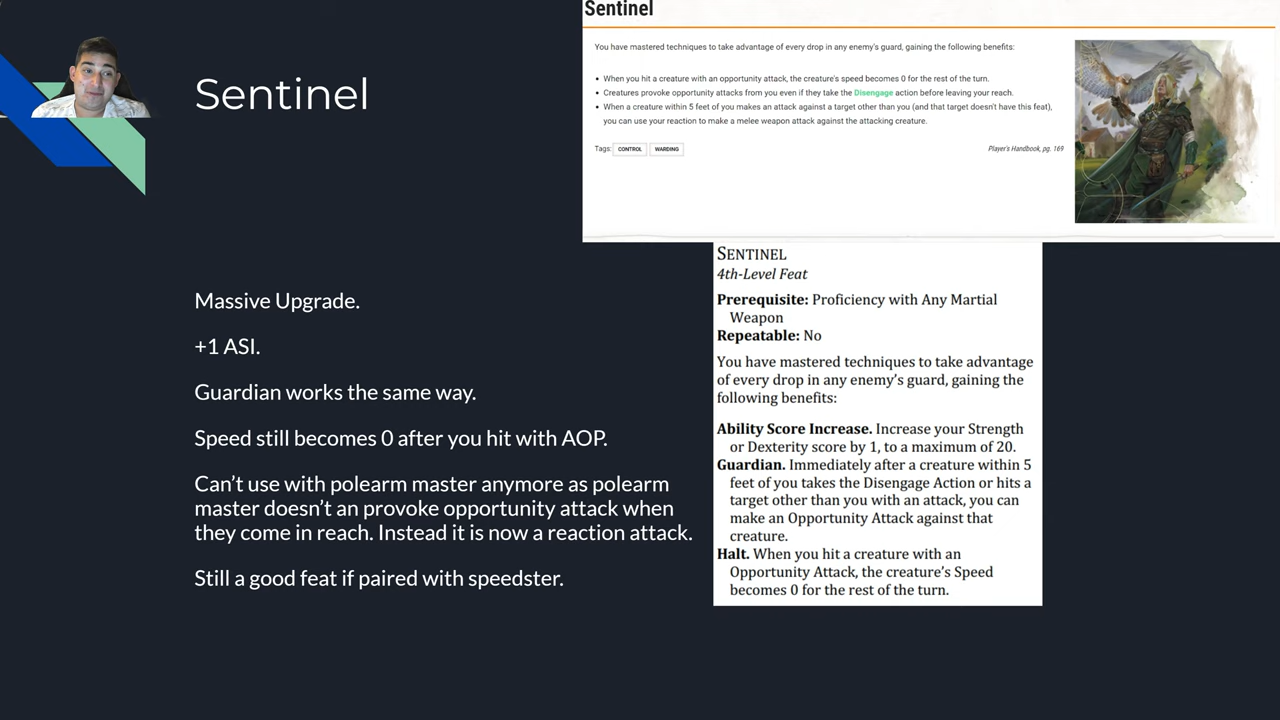 Sentinel
You have mastered techniques to take advantage of every drop in any enemy's guard, gaining the following benefits:
• When you hit a creature with an opportunity attack, the creature's speed becomes 0 for the rest of the turn.
• Creatures provoke opportunity attacks from you even if they take the Disengage action before leaving your reach.
• When a creature within 5 feet of you makes an attack against a target other than you (and that target doesn't have this feat),
you can use your reaction to make a melee weapon attack against the attacking creature.
Tags: CONTROL WARDING
Player's Handbook, pg. 169
Sentinel
Massive Upgrade.
+1 ASI.
Guardian works the same way.
Speed still becomes 0 after you hit with AOP.
Can't use with polearm master anymore as polearm
master doesn't an provoke opportunity attack when
they come in reach. Instead it is now a reaction attack.
Still a good feat if paired with speedster.
SENTINEL
4th-Level Feat
Prerequisite: Proficiency with Any Martial
Weapon
Repeatable: No
You have mastered techniques to take advantage
of every drop in any enemy's guard, gaining the
following benefits:
Ability Score Increase. Increase your Strength
or Dexterity score by 1, to a maximum of 20.
Guardian. Immediately after a creature within 5
feet of you takes the Disengage Action or hits a
target other than you with an attack, you can
make an Opportunity Attack against that
creature.
Halt. When you hit a creature with an
Opportunity Attack, the creature's Speed
becomes 0 for the rest of the turn.